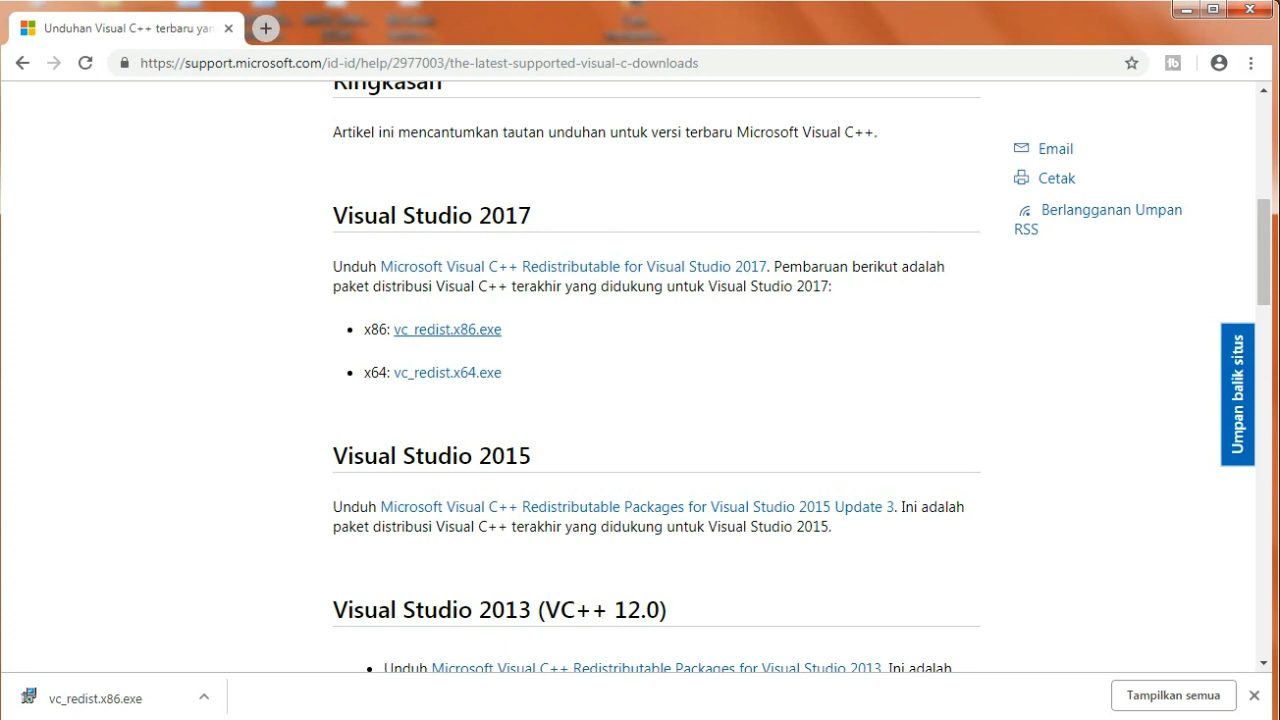 Unduhan Visual C++ terbaru yan
https://support.microsoft.com/id-id/help/2977003/the-latest-supported-visual-c-downloads
Ringkasan
Artikel ini mencantumkan tautan unduhan untuk versi terbaru Microsoft Visual C++.
Email
Cetak
Berlangganan Umpan
RSS
Visual Studio 2017
Unduh Microsoft Visual C++ Redistributable for Visual Studio 2017. Pembaruan berikut adalah
paket distribusi Visual C++ terakhir yang didukung untuk Visual Studio 2017:
• x86: vc_redist.x86.exe
• x64: vc_redist.x64.exe
Umpan balik situs
Visual Studio 2015
Unduh Microsoft Visual C++ Redistributable Packages for Visual Studio 2015 Update 3. Ini adalah
paket distribusi Visual C++ terakhir yang didukung untuk Visual Studio 2015.
Visual Studio 2013 (VC++ 12.0)
• Unduh Microsoft Visual C++ Redistributable Packages for Visual Studio 2013. Ini adalah
vc_redist.x86.exe
Tampilkan semua